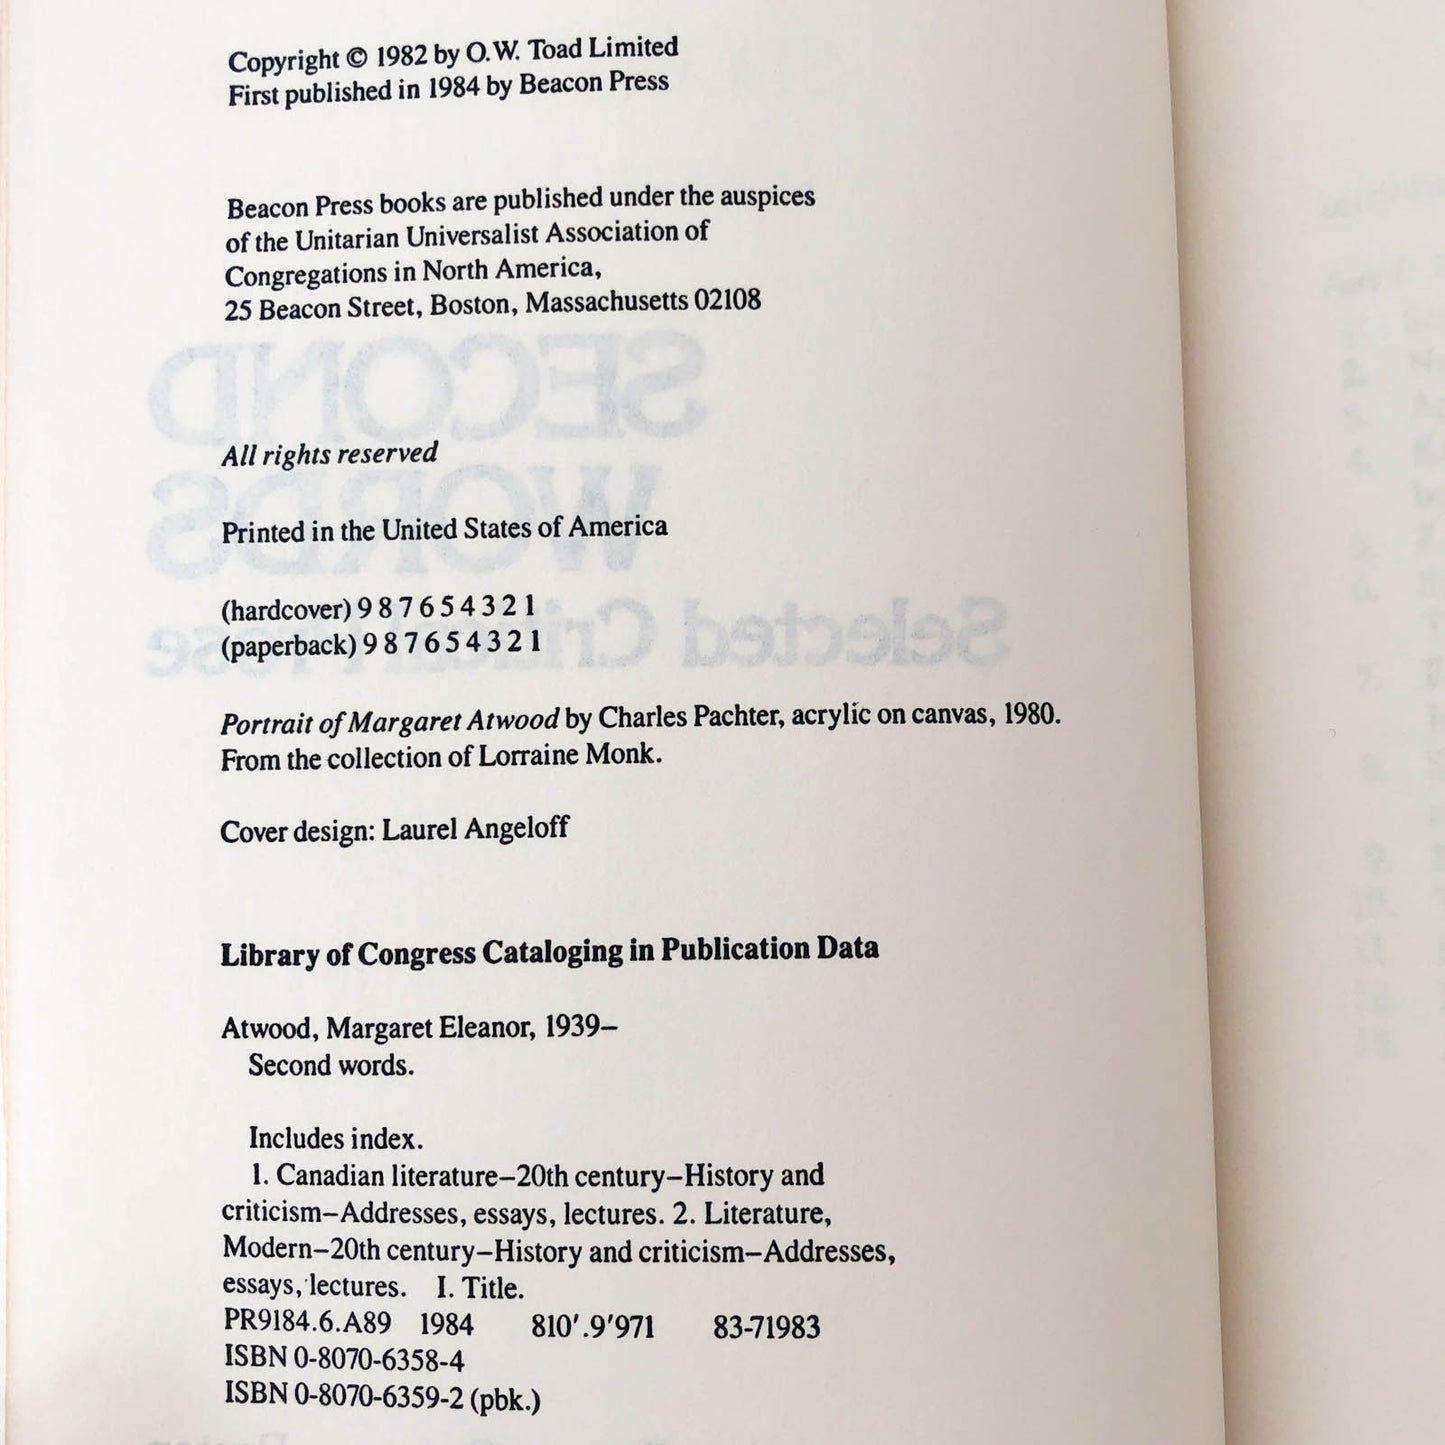 Copyright © 1982 by O.W. Toad Limited
First published in 1984 by Beacon Press
Beacon Press books are published under the auspices
of the Unitarian Universalist Association of
Congregations in North America,
25 Beacon Street, Boston, Massachusetts 02108
SECOND
All rights reserved
WORDS
Printed in the United States of America
Selected Critical Prose
(hardcover) 9 8 7 6 5 4 3 2 1
(paperback) 9 8 7 6 5 4 3 2 1
Portrait of Margaret Atwood by Charles Pachter, acrylic on canvas, 1980.
From the collection of Lorraine Monk.
Cover design: Laurel Angeloff
Library of Congress Cataloging in Publication Data
Atwood, Margaret Eleanor, 1939–
Second words.
Includes index.
1. Canadian literature–20th century–History and
criticism–Addresses, essays, lectures. 2. Literature,
Modern–20th century–History and criticism–Addresses,
essays, lectures. I. Title.
PR9184.6.A89 1984 810′.9′971 83-71983
ISBN 0-8070-6358-4
ISBN 0-8070-6359-2 (pbk.)